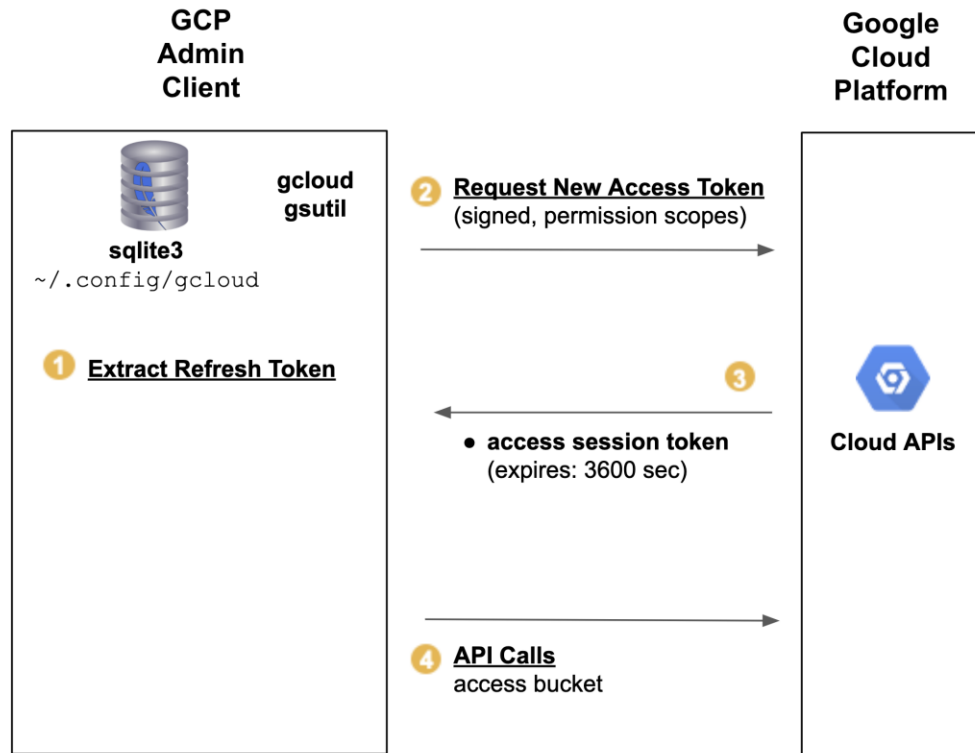 GCP
Admin
Client
Google
Cloud
Platform
gcloud
gsutil
sqlite3
~/.config/gcloud
1 Extract Refresh Token
2 Request New Access Token
(signed, permission scopes)
3
● access session token
(expires: 3600 sec)
Cloud APIs
4 API Calls
access bucket